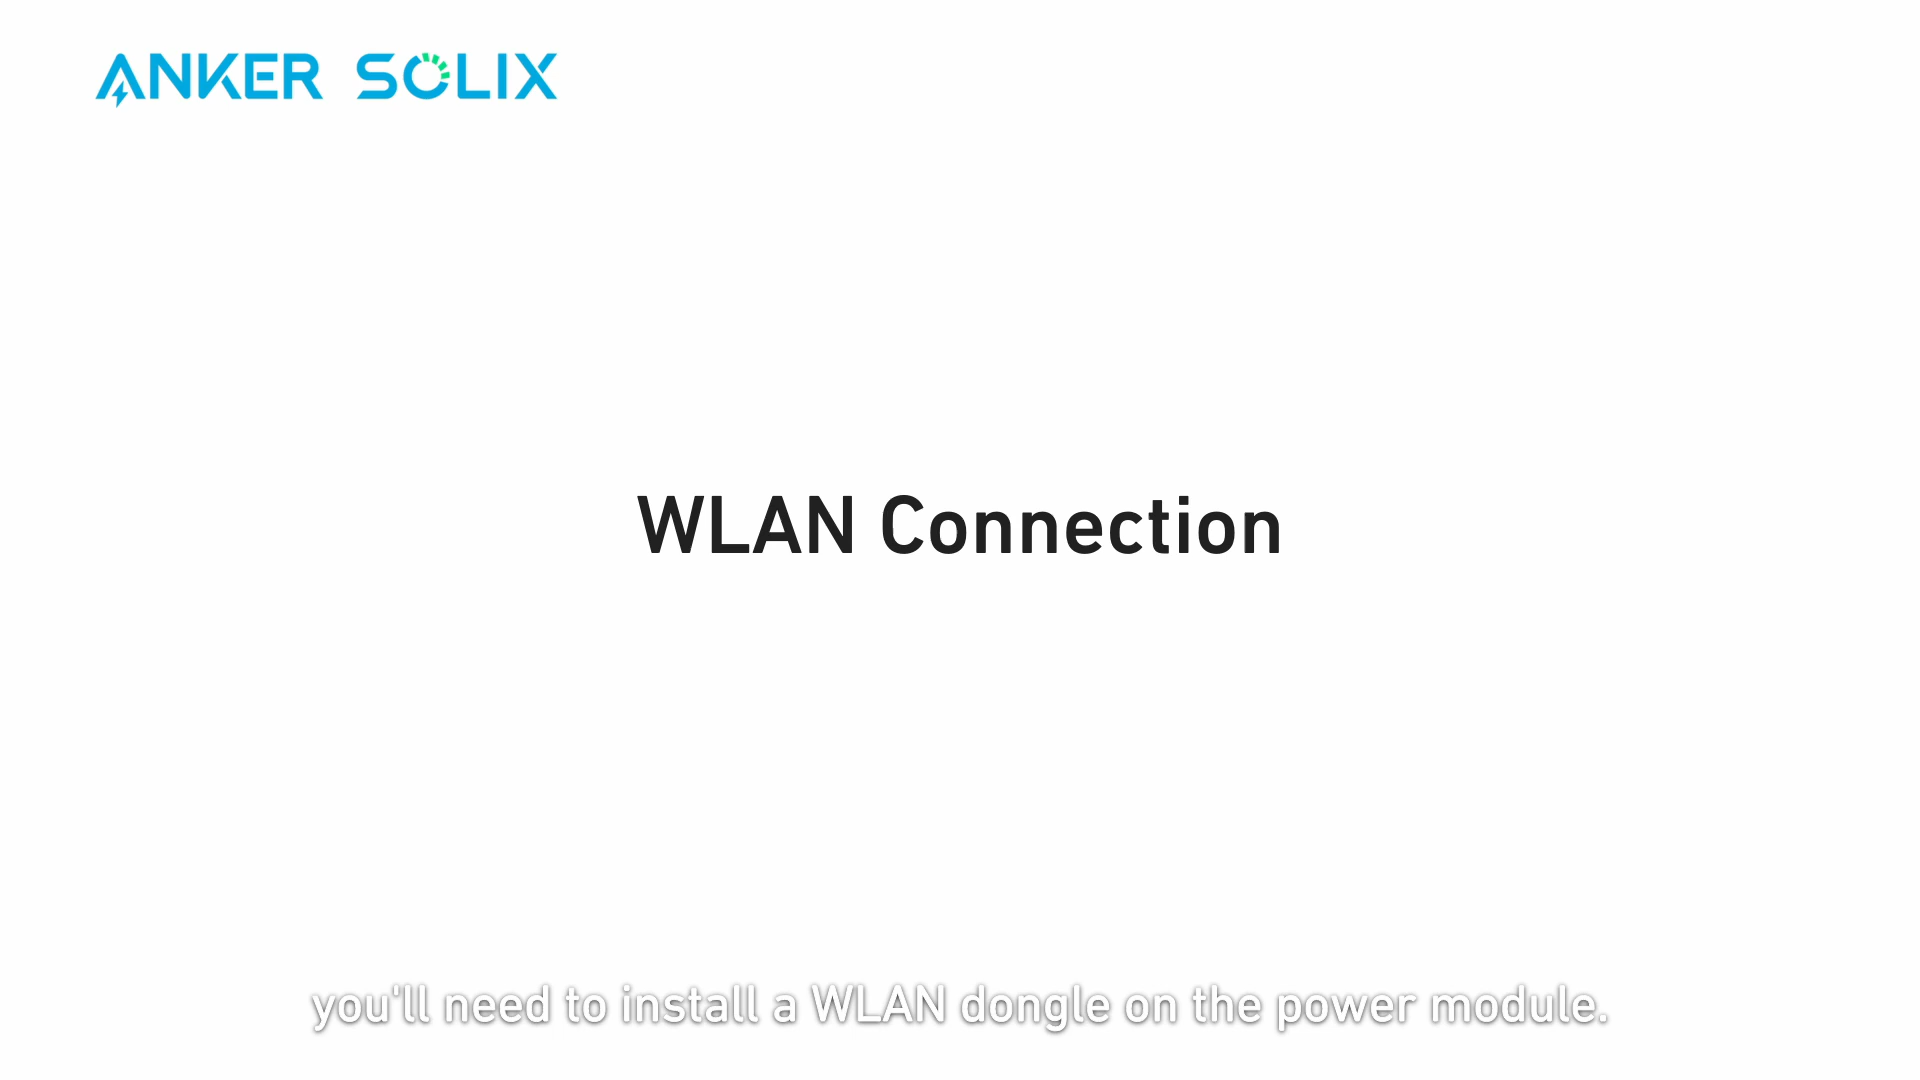 ANKER SOLIX
WLAN Connection
you'll need to install a WLAN dongle on the power module.